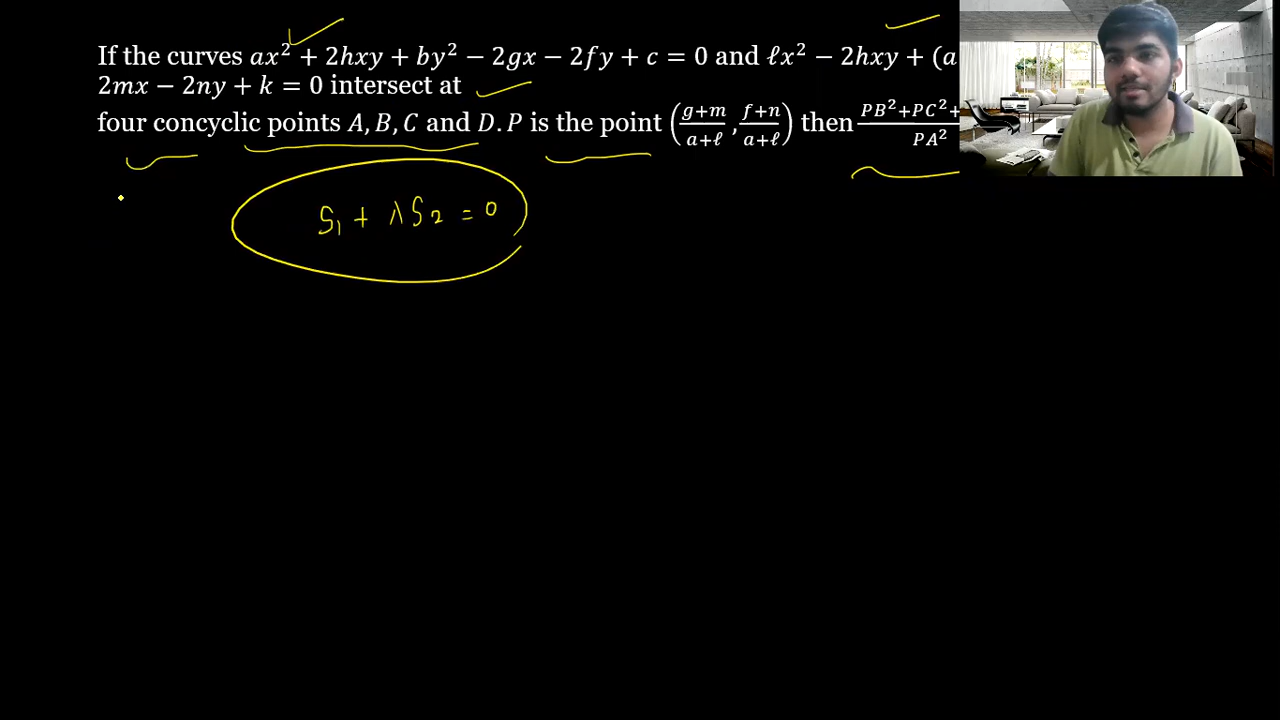 If the curves ax² + 2hxy + by² − 2gx − 2fy + c = 0 and ℓx² − 2hxy + (a
2mx − 2ny + k = 0 intersect at
four concyclic points A, B, C and D. P is the point ((g+m)/(a+ℓ), (f+n)/(a+ℓ)) then (PB²+PC²+)/(PA²)
S₁ + λS₂ = 0